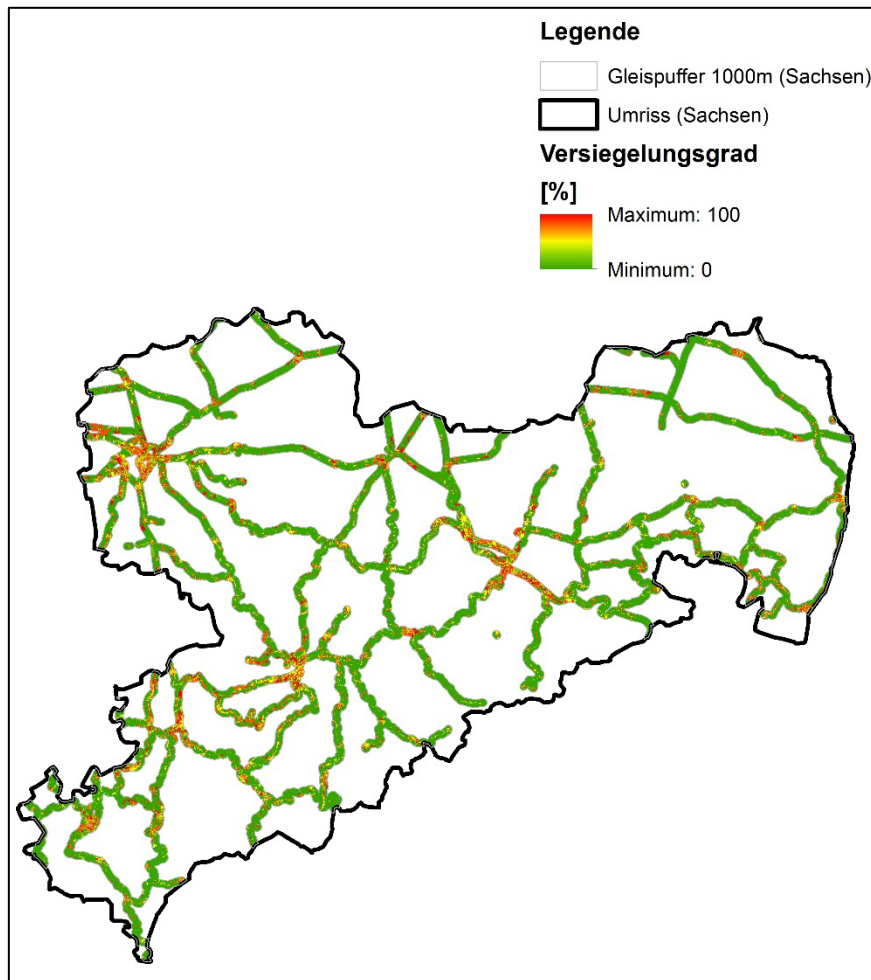 Legende
Gleispuffer 1000m (Sachsen)
Umriss (Sachsen)
Versiegelungsgrad
[%]
Maximum: 100
Minimum: 0